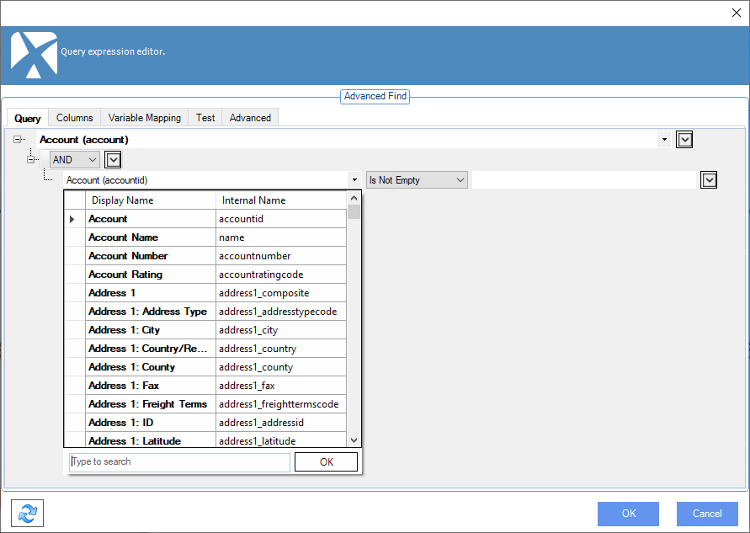 Query expression editor.
Advanced Find
Query Columns Variable Mapping Test Advanced
Account (account)
AND
Account (accountid) Is Not Empty
Display Name Internal Name
Account accountid
Account Name name
Account Number accountnumber
Account Rating accountratingcode
Address 1 address1_composite
Address 1: Address Type address1_addresstypecode
Address 1: City address1_city
Address 1: Country/Re... address1_country
Address 1: County address1_county
Address 1: Fax address1_fax
Address 1: Freight Terms address1_freighttermscode
Address 1: ID address1_addressid
Address 1: Latitude address1_latitude
Type to search OK
OK Cancel